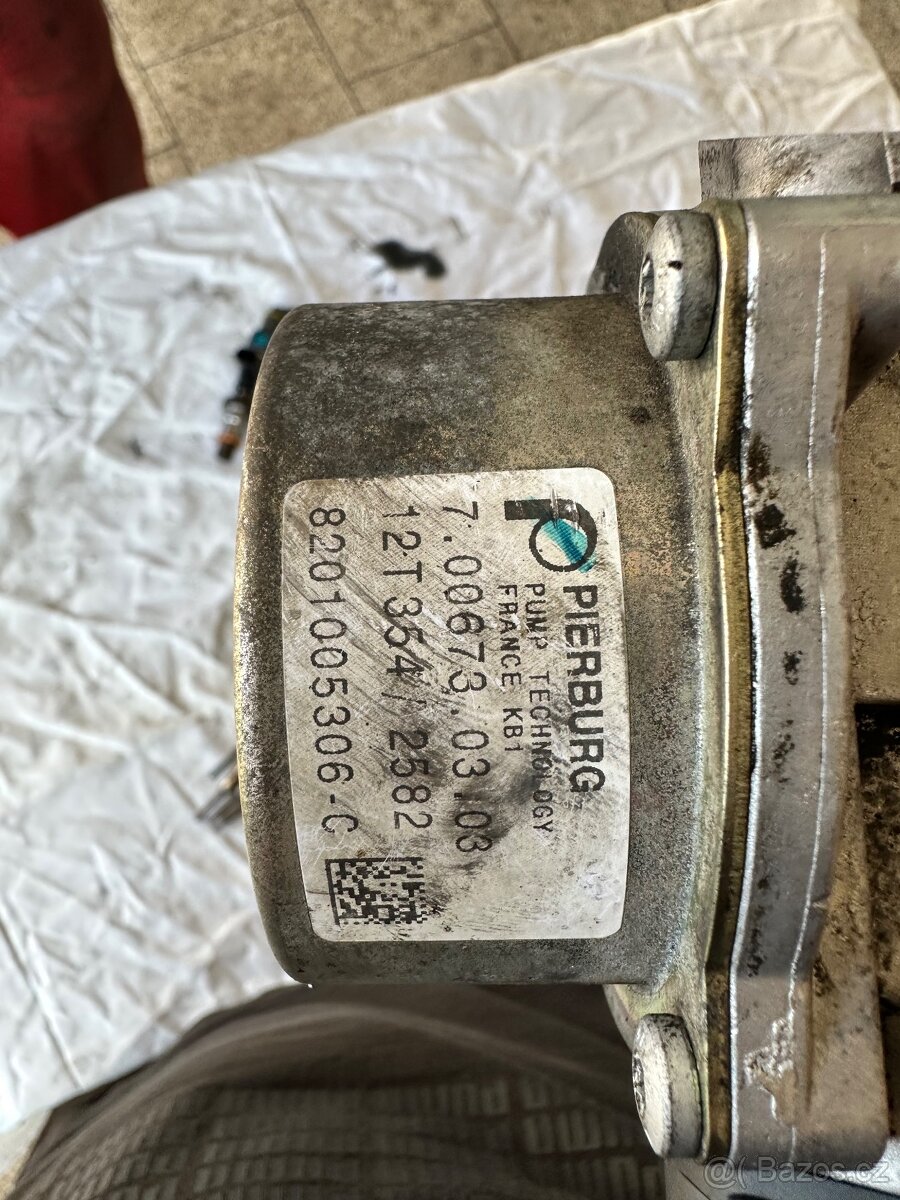 PIERBURG
PUMP TECHNOLOGY
FRANCE KB1
7.00673.03.03
12T354/2582
8201005306-C
@( Bazos.cz